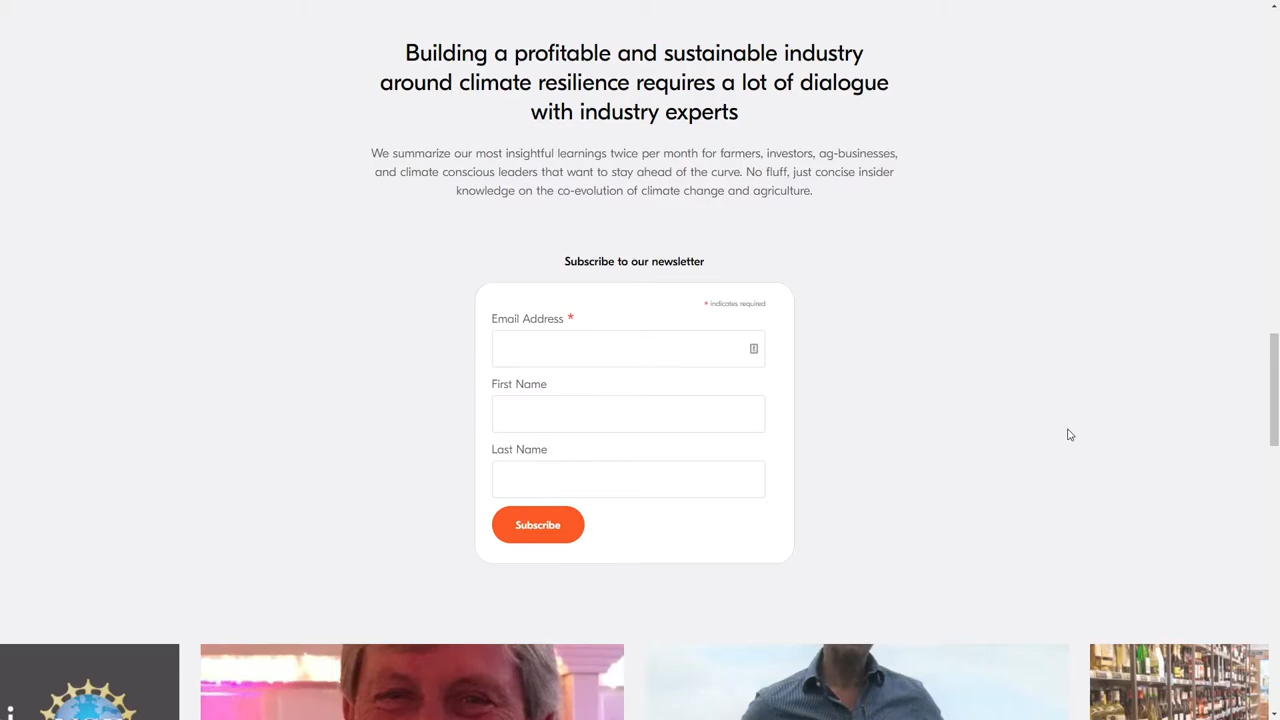 Building a profitable and sustainable industry
around climate resilience requires a lot of dialogue
with industry experts
We summarize our most insightful learnings twice per month for farmers, investors, ag-businesses,
and climate conscious leaders that want to stay ahead of the curve. No fluff, just concise insider
knowledge on the co-evolution of climate change and agriculture.
Subscribe to our newsletter
* indicates required
Email Address *
First Name
Last Name
Subscribe